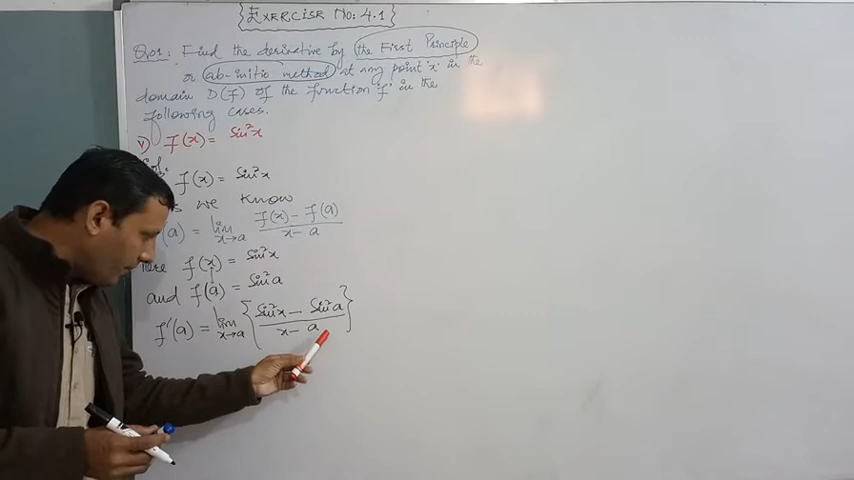 EXERCISE No: 4.1
Q01: Find the derivative by the First Principle
or ab-initio method at any point 'x' in the
domain D(f) of the function 'f' in the
following cases.
v) f(x) = Sin²x
f(x) = Sin²x
we know
(a) = lim x→a f(x) - f(a) / x - a
f(x) = Sin²x
and f(a) = Sin²a
f'(a) = lim x→a { Sin²x - Sin²a / x - a }